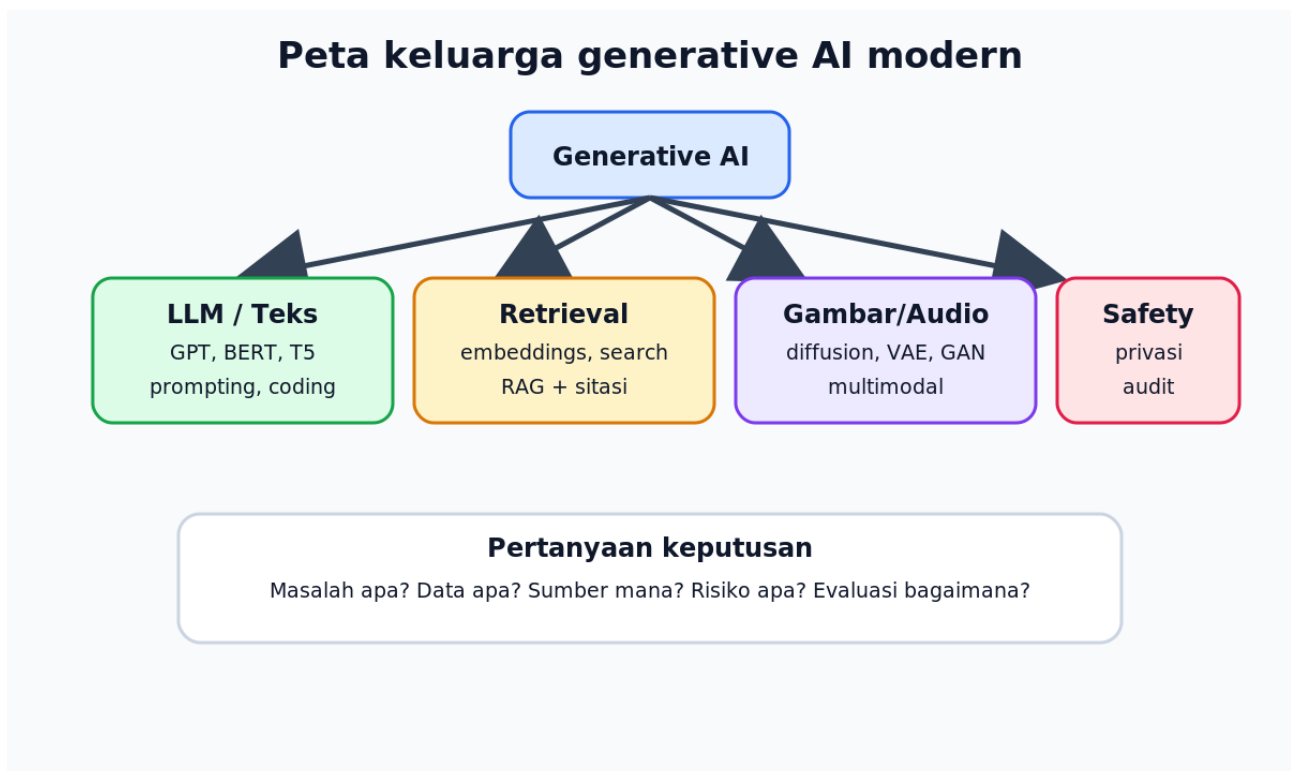 Peta keluarga generative AI modern
Generative AI
LLM / Teks
GPT, BERT, T5
prompting, coding
Retrieval
embeddings, search
RAG + sitasi
Gambar/Audio
diffusion, VAE, GAN
multimodal
Safety
privasi
audit
Pertanyaan keputusan
Masalah apa? Data apa? Sumber mana? Risiko apa? Evaluasi bagaimana?